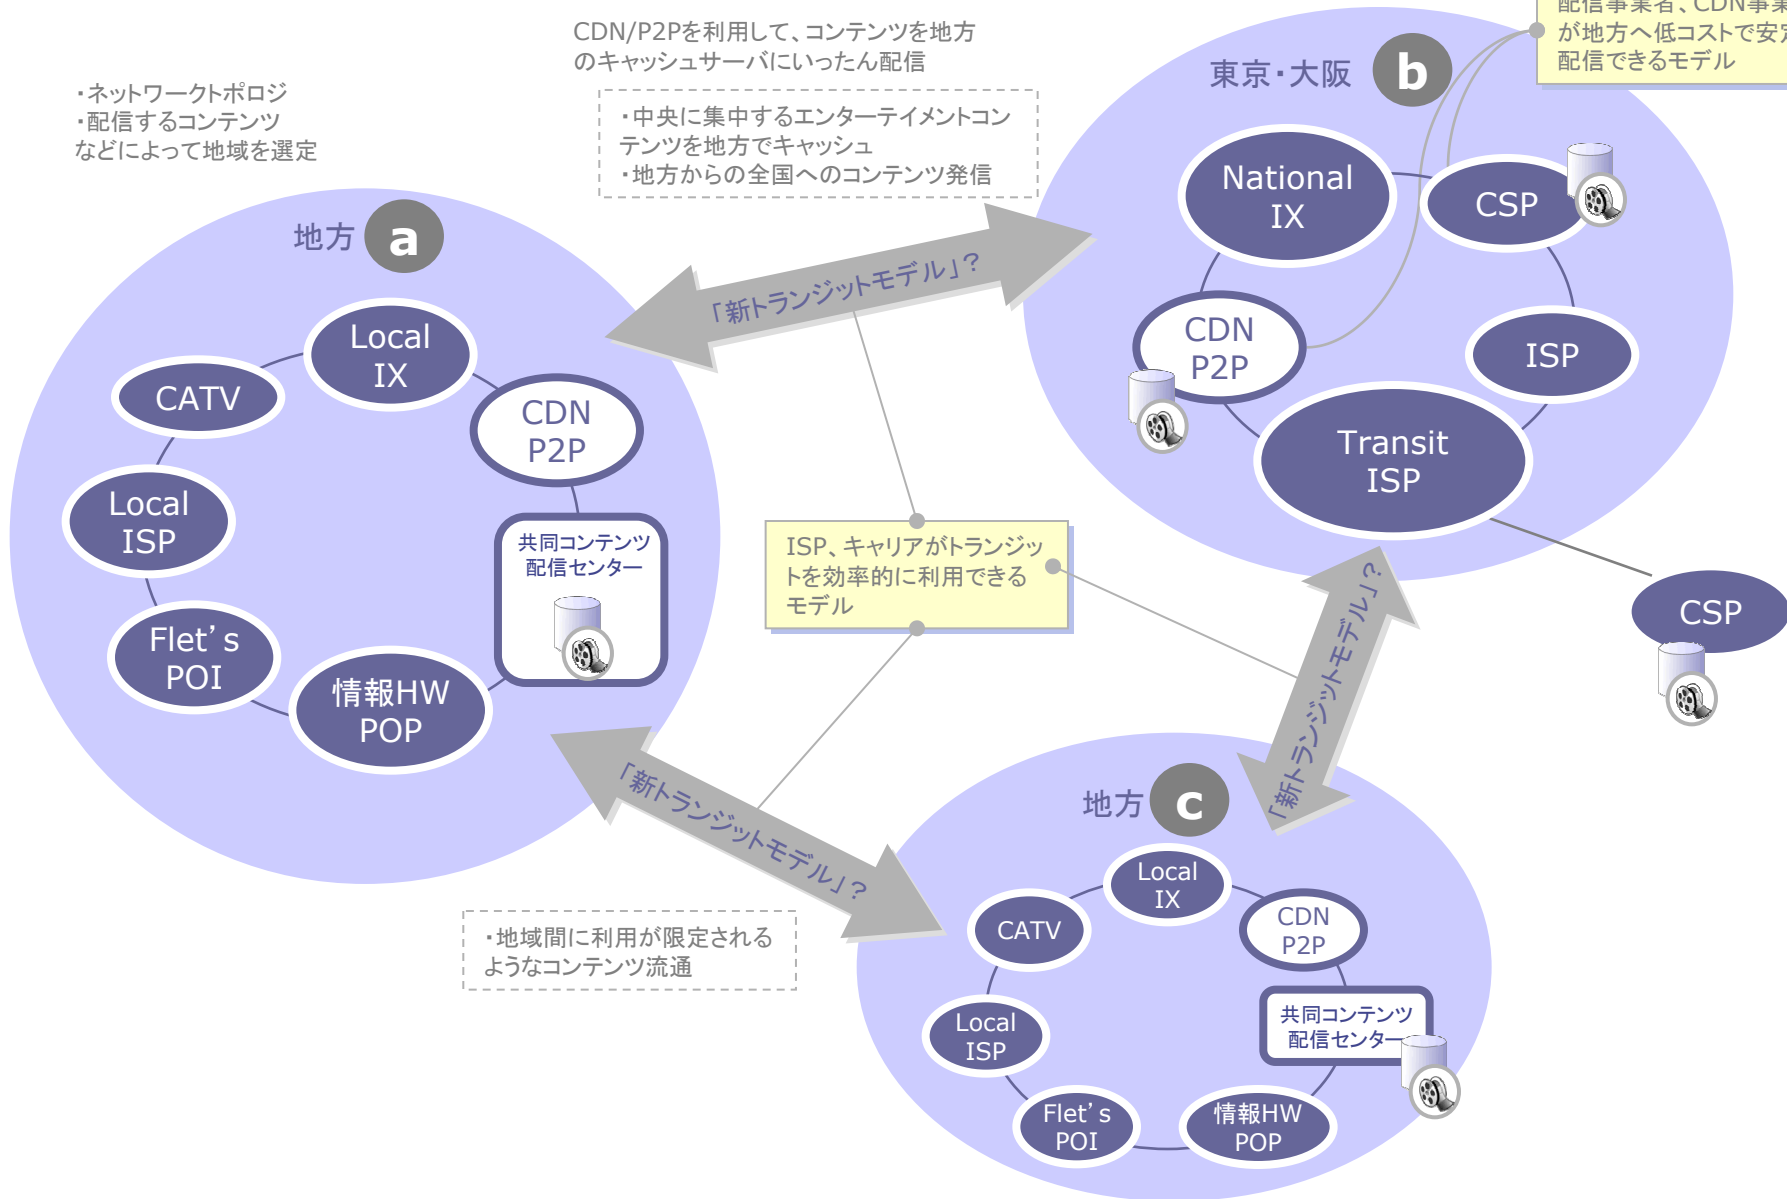 CDN/P2Pを利用して、コンテンツを地方
のキャッシュサーバにいったん配信
・ネットワークトポロジ
・配信するコンテンツ
などによって地域を選定
・中央に集中するエンターテイメントコン
テンツを地方でキャッシュ
・地方からの全国へのコンテンツ発信
配信事業者、CDN事業
が地方へ低コストで安定
配信できるモデル
東京・大阪
b
National
IX
CSP
ISP
Transit
ISP
CDN
P2P
CSP
地方
a
Local
IX
CATV
CDN
P2P
Local
ISP
共同コンテンツ
配信センター
Flet's
POI
情報HW
POP
「新トランジットモデル」?
ISP、キャリアがトランジッ
トを効率的に利用できる
モデル
「新トランジットモデル」?
「新トランジットモデル」?
・地域間に利用が限定される
ようなコンテンツ流通
地方
c
Local
IX
CATV
CDN
P2P
Local
ISP
共同コンテンツ
配信センター
Flet's
POI
情報HW
POP